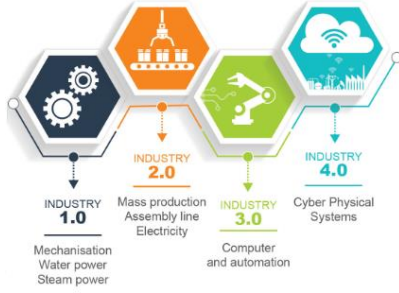 INDUSTRY
1.0
Mechanisation
Water power
Steam power
INDUSTRY
2.0
Mass production
Assembly line
Electricity
INDUSTRY
3.0
Computer
and automation
INDUSTRY
4.0
Cyber Physical
Systems